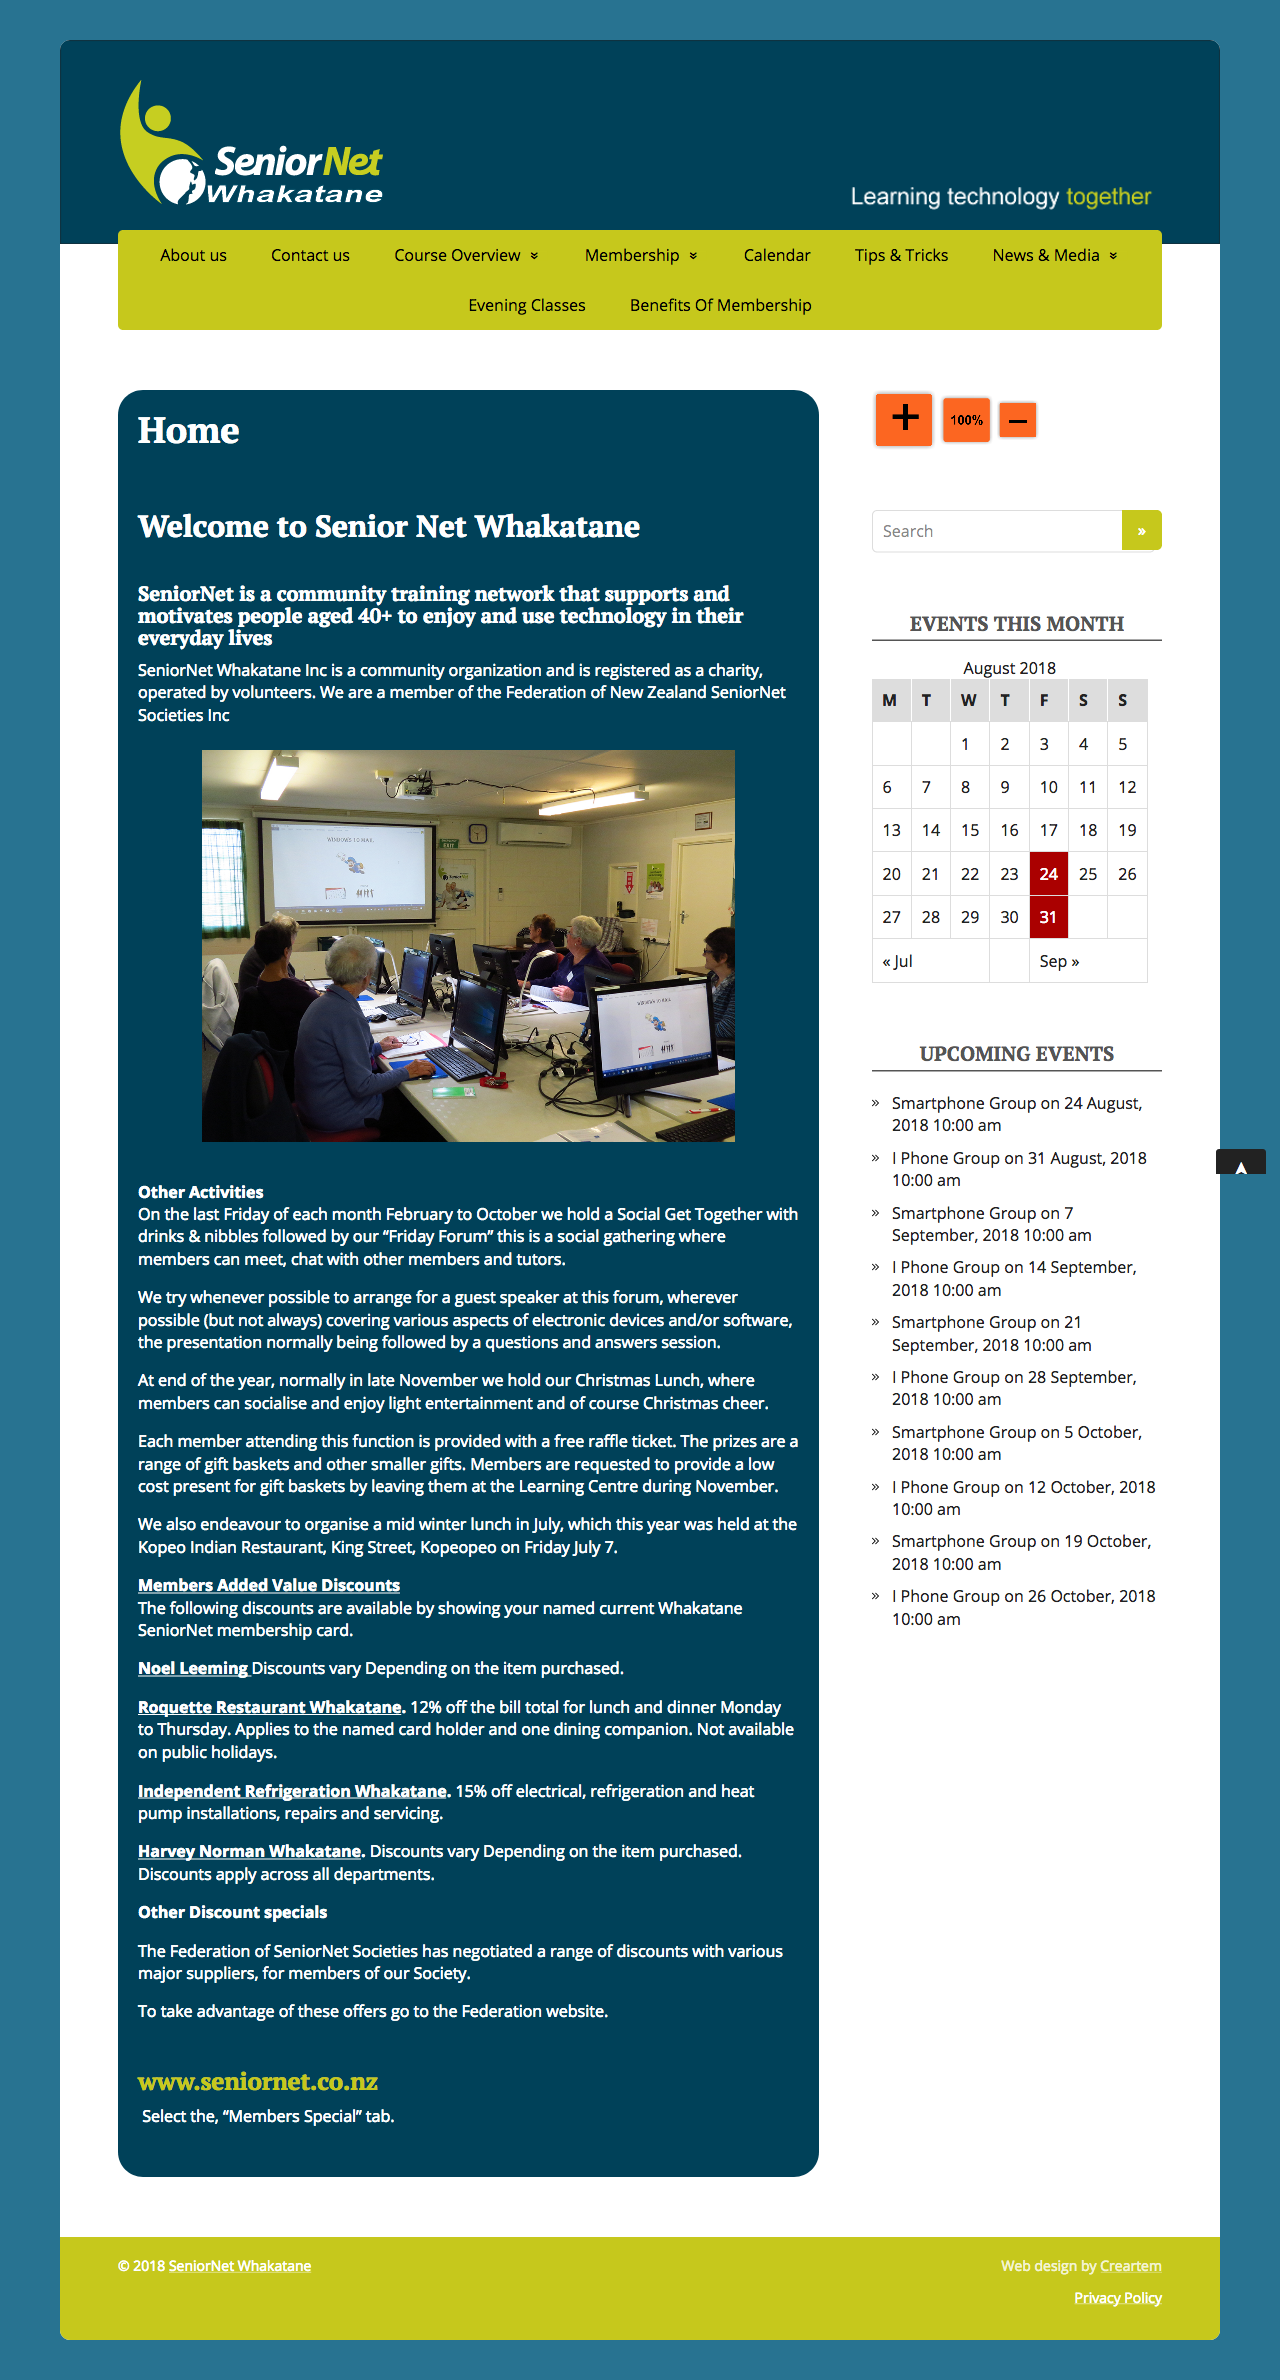 SeniorNet
Whakatane
Learning technology together
About us Contact us Course Overview Membership Calendar Tips & Tricks News & Media
Evening Classes Benefits Of Membership
Home
Welcome to Senior Net Whakatane
SeniorNet is a community training network that supports and
motivates people aged 40+ to enjoy and use technology in their
everyday lives
SeniorNet Whakatane Inc is a community organization and is registered as a charity,
operated by volunteers. We are a member of the Federation of New Zealand SeniorNet
Societies Inc
WINDOWS 10 MAIL
EXIT
Other Activities
On the last Friday of each month February to October we hold a Social Get Together with
drinks & nibbles followed by our “Friday Forum” this is a social gathering where
members can meet, chat with other members and tutors.
We try whenever possible to arrange for a guest speaker at this forum, wherever
possible (but not always) covering various aspects of electronic devices and/or software,
the presentation normally being followed by a questions and answers session.
At end of the year, normally in late November we hold our Christmas Lunch, where
members can socialise and enjoy light entertainment and of course Christmas cheer.
Each member attending this function is provided with a free raffle ticket. The prizes are a
range of gift baskets and other smaller gifts. Members are requested to provide a low
cost present for gift baskets by leaving them at the Learning Centre during November.
We also endeavour to organise a mid winter lunch in July, which this year was held at the
Kopeo Indian Restaurant, King Street, Kopeopeo on Friday July 7.
Members Added Value Discounts
The following discounts are available by showing your named current Whakatane
SeniorNet membership card.
Noel Leeming Discounts vary Depending on the item purchased.
Roquette Restaurant Whakatane. 12% off the bill total for lunch and dinner Monday
to Thursday. Applies to the named card holder and one dining companion. Not available
on public holidays.
Independent Refrigeration Whakatane. 15% off electrical, refrigeration and heat
pump installations, repairs and servicing.
Harvey Norman Whakatane. Discounts vary Depending on the item purchased.
Discounts apply across all departments.
Other Discount specials
The Federation of SeniorNet Societies has negotiated a range of discounts with various
major suppliers, for members of our Society.
To take advantage of these offers go to the Federation website.
www.seniornet.co.nz
Select the, “Members Special” tab.
+ 100% −
Search »
EVENTS THIS MONTH
August 2018
M T W T F S S
1 2 3 4 5
6 7 8 9 10 11 12
13 14 15 16 17 18 19
20 21 22 23 24 25 26
27 28 29 30 31
« Jul Sep »
UPCOMING EVENTS
» Smartphone Group on 24 August,
2018 10:00 am
» I Phone Group on 31 August, 2018
10:00 am
» Smartphone Group on 7
September, 2018 10:00 am
» I Phone Group on 14 September,
2018 10:00 am
» Smartphone Group on 21
September, 2018 10:00 am
» I Phone Group on 28 September,
2018 10:00 am
» Smartphone Group on 5 October,
2018 10:00 am
» I Phone Group on 12 October, 2018
10:00 am
» Smartphone Group on 19 October,
2018 10:00 am
» I Phone Group on 26 October, 2018
10:00 am
© 2018 SeniorNet Whakatane
Web design by Creartem
Privacy Policy